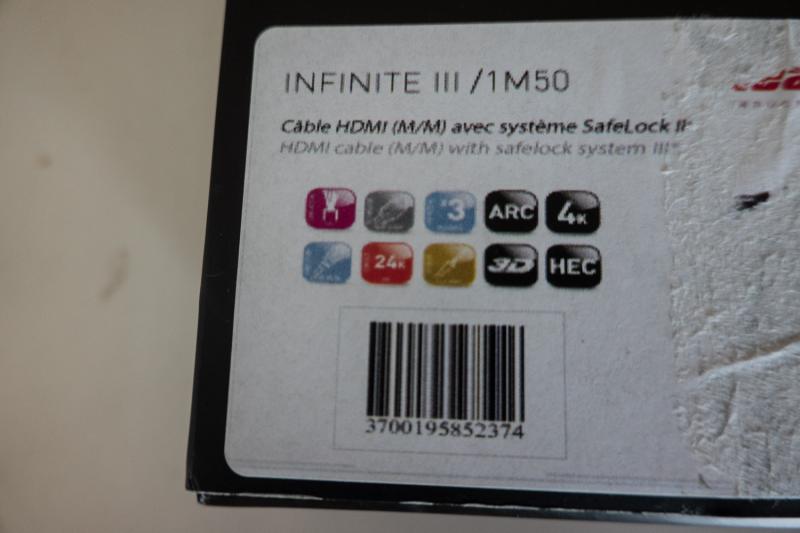 INFINITE III /1M50
Câble HDMI (M/M) avec système SafeLock II
HDMI cable (M/M) with safelock system III
3 ARC 4K
24K 3D HEC
3700195852374